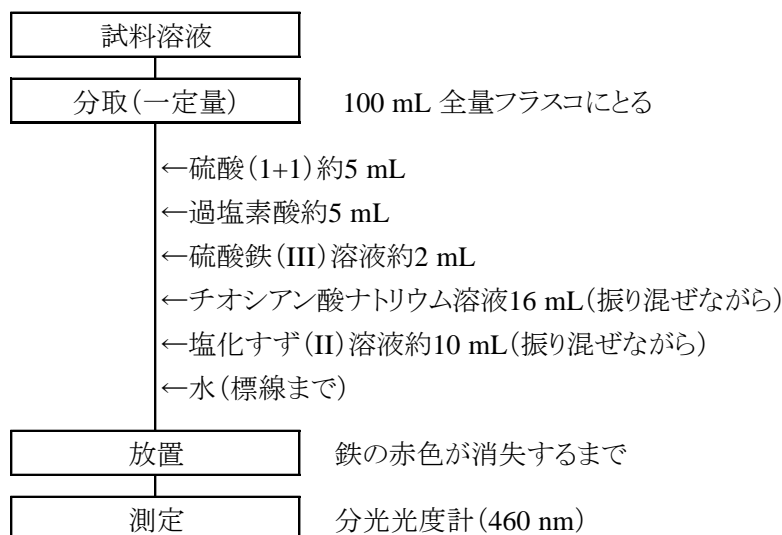 試料溶液
分取(一定量) 100 mL 全量フラスコにとる
←硫酸(1+1)約5 mL
←過塩素酸約5 mL
←硫酸鉄(III)溶液約2 mL
←チオシアン酸ナトリウム溶液16 mL(振り混ぜながら)
←塩化すず(II)溶液約10 mL(振り混ぜながら)
←水(標線まで)
放置 鉄の赤色が消失するまで
測定 分光光度計(460 nm)